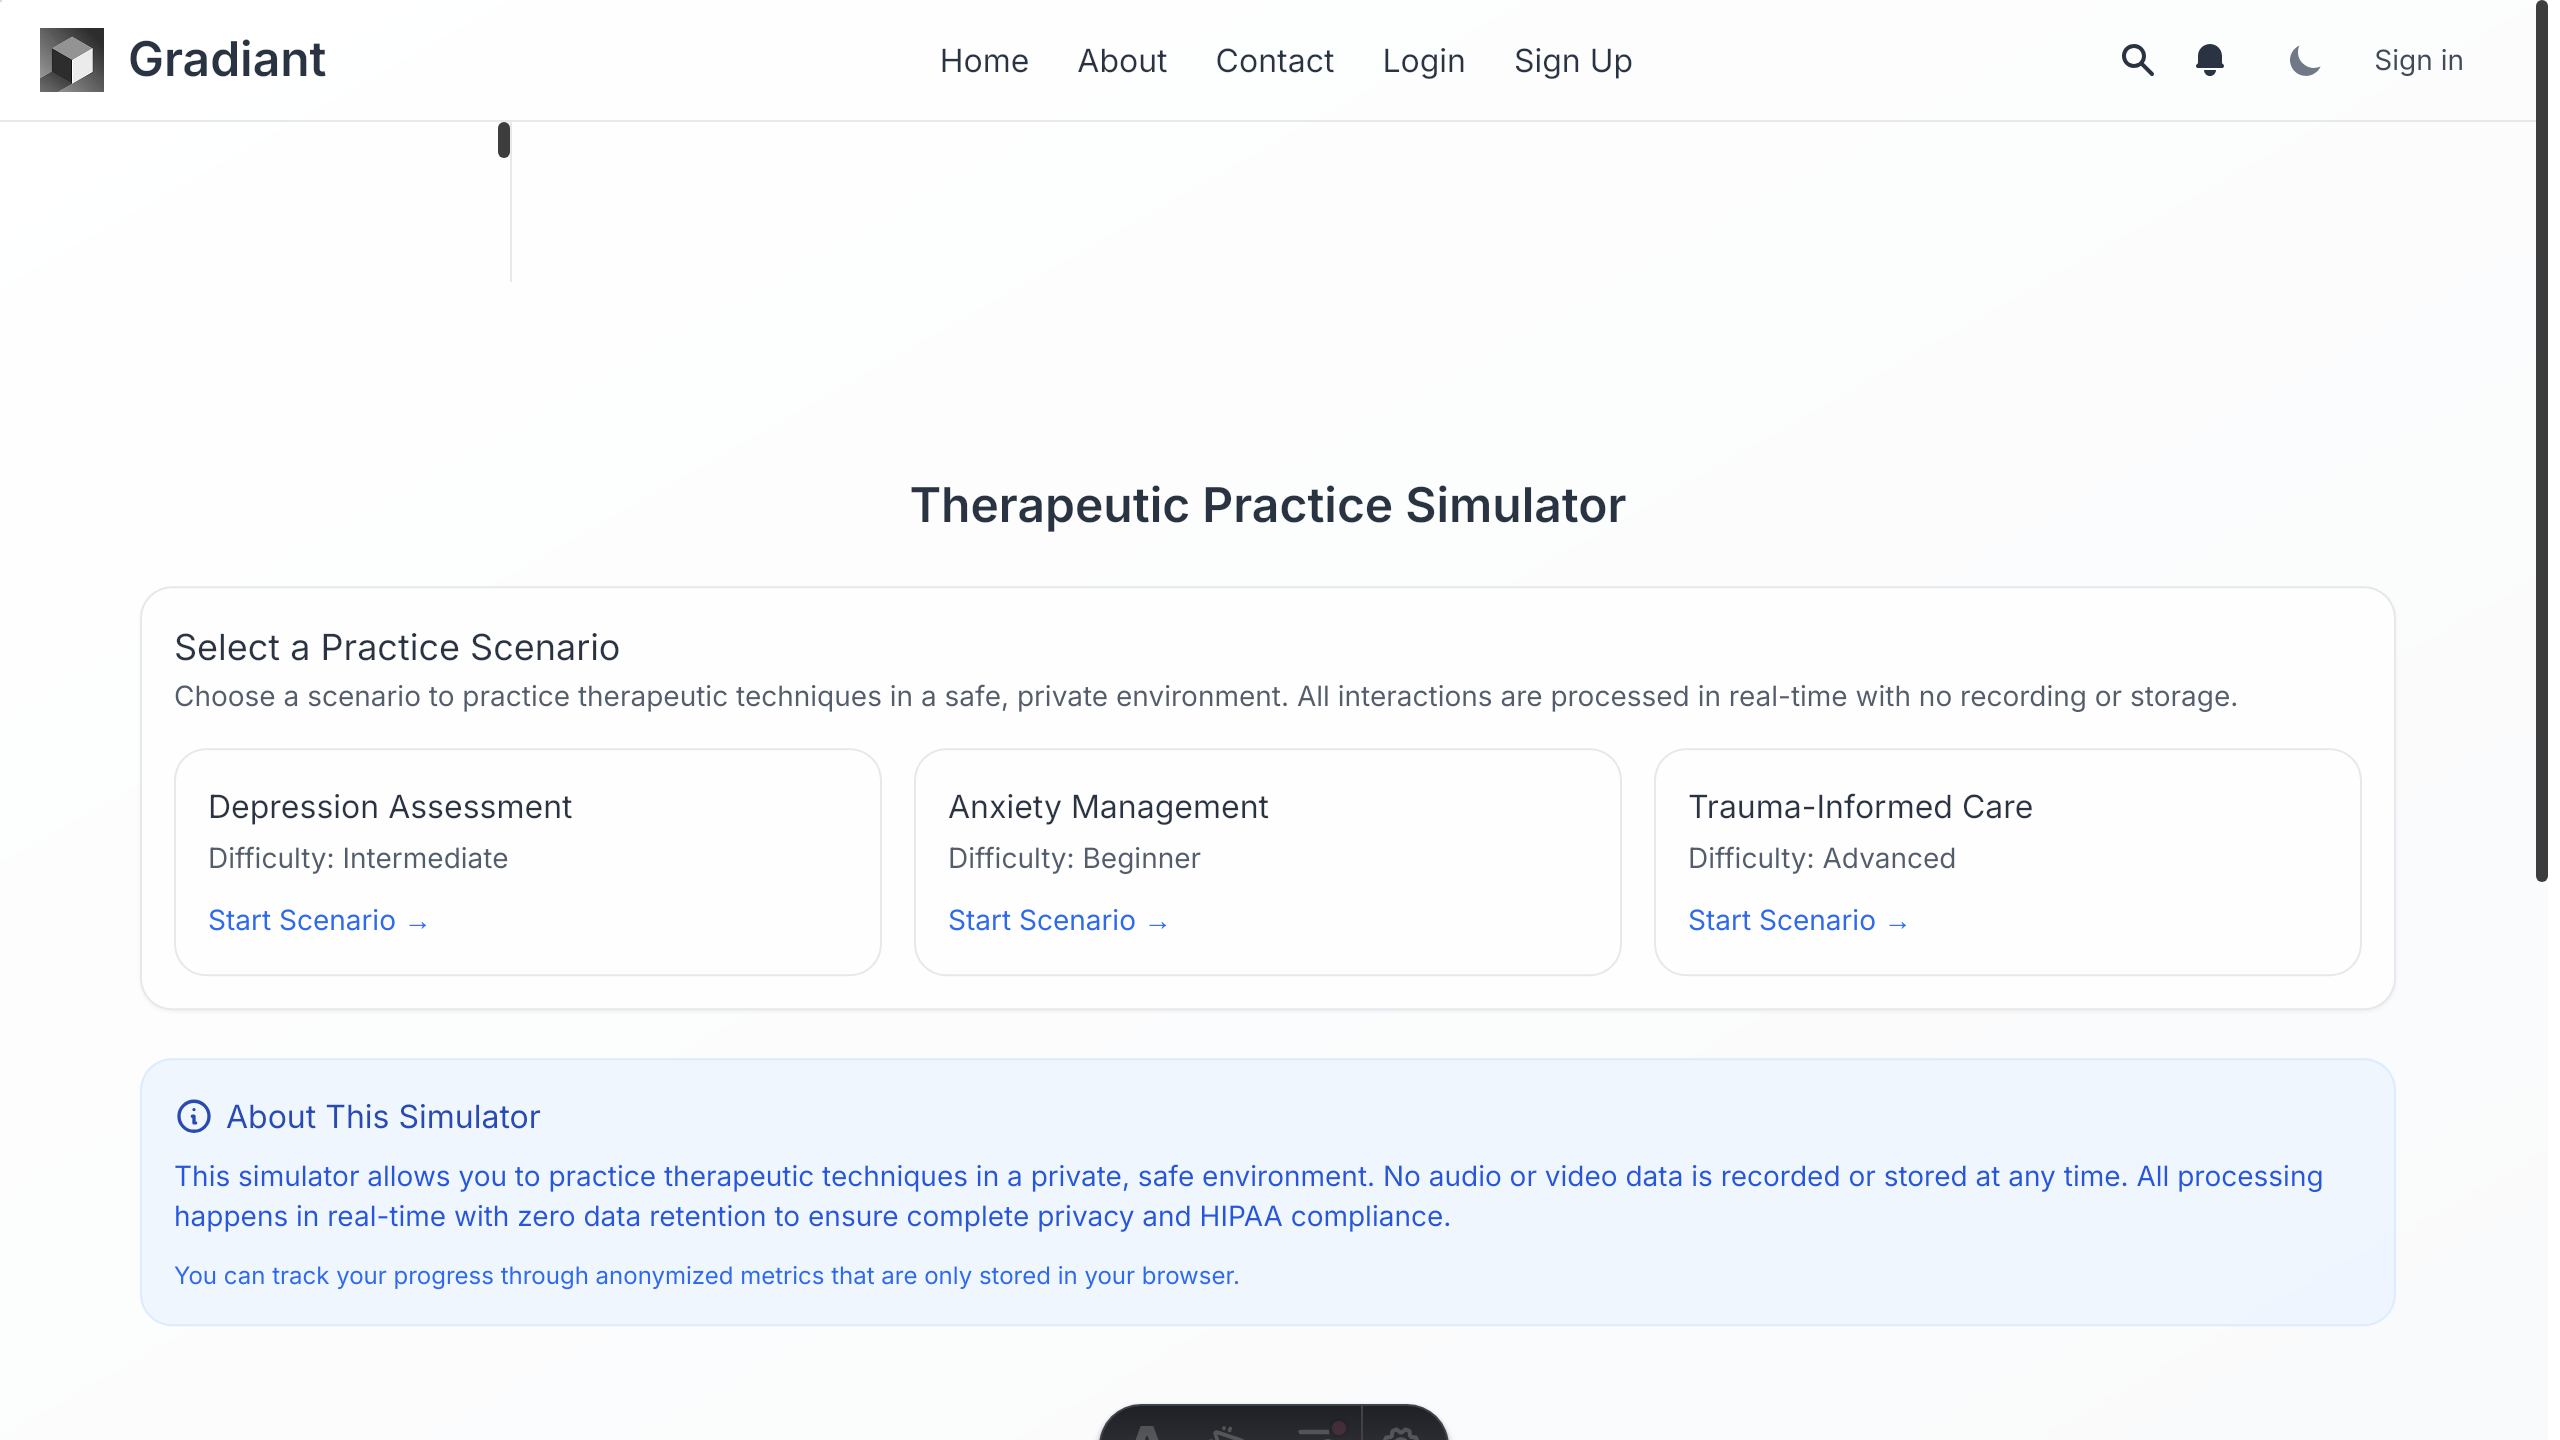 Gradiant
Home About Contact Login Sign Up
Sign in
Therapeutic Practice Simulator
Select a Practice Scenario
Choose a scenario to practice therapeutic techniques in a safe, private environment. All interactions are processed in real-time with no recording or storage.
Depression Assessment
Difficulty: Intermediate
Start Scenario →
Anxiety Management
Difficulty: Beginner
Start Scenario →
Trauma-Informed Care
Difficulty: Advanced
Start Scenario →
About This Simulator
This simulator allows you to practice therapeutic techniques in a private, safe environment. No audio or video data is recorded or stored at any time. All processing
happens in real-time with zero data retention to ensure complete privacy and HIPAA compliance.
You can track your progress through anonymized metrics that are only stored in your browser.